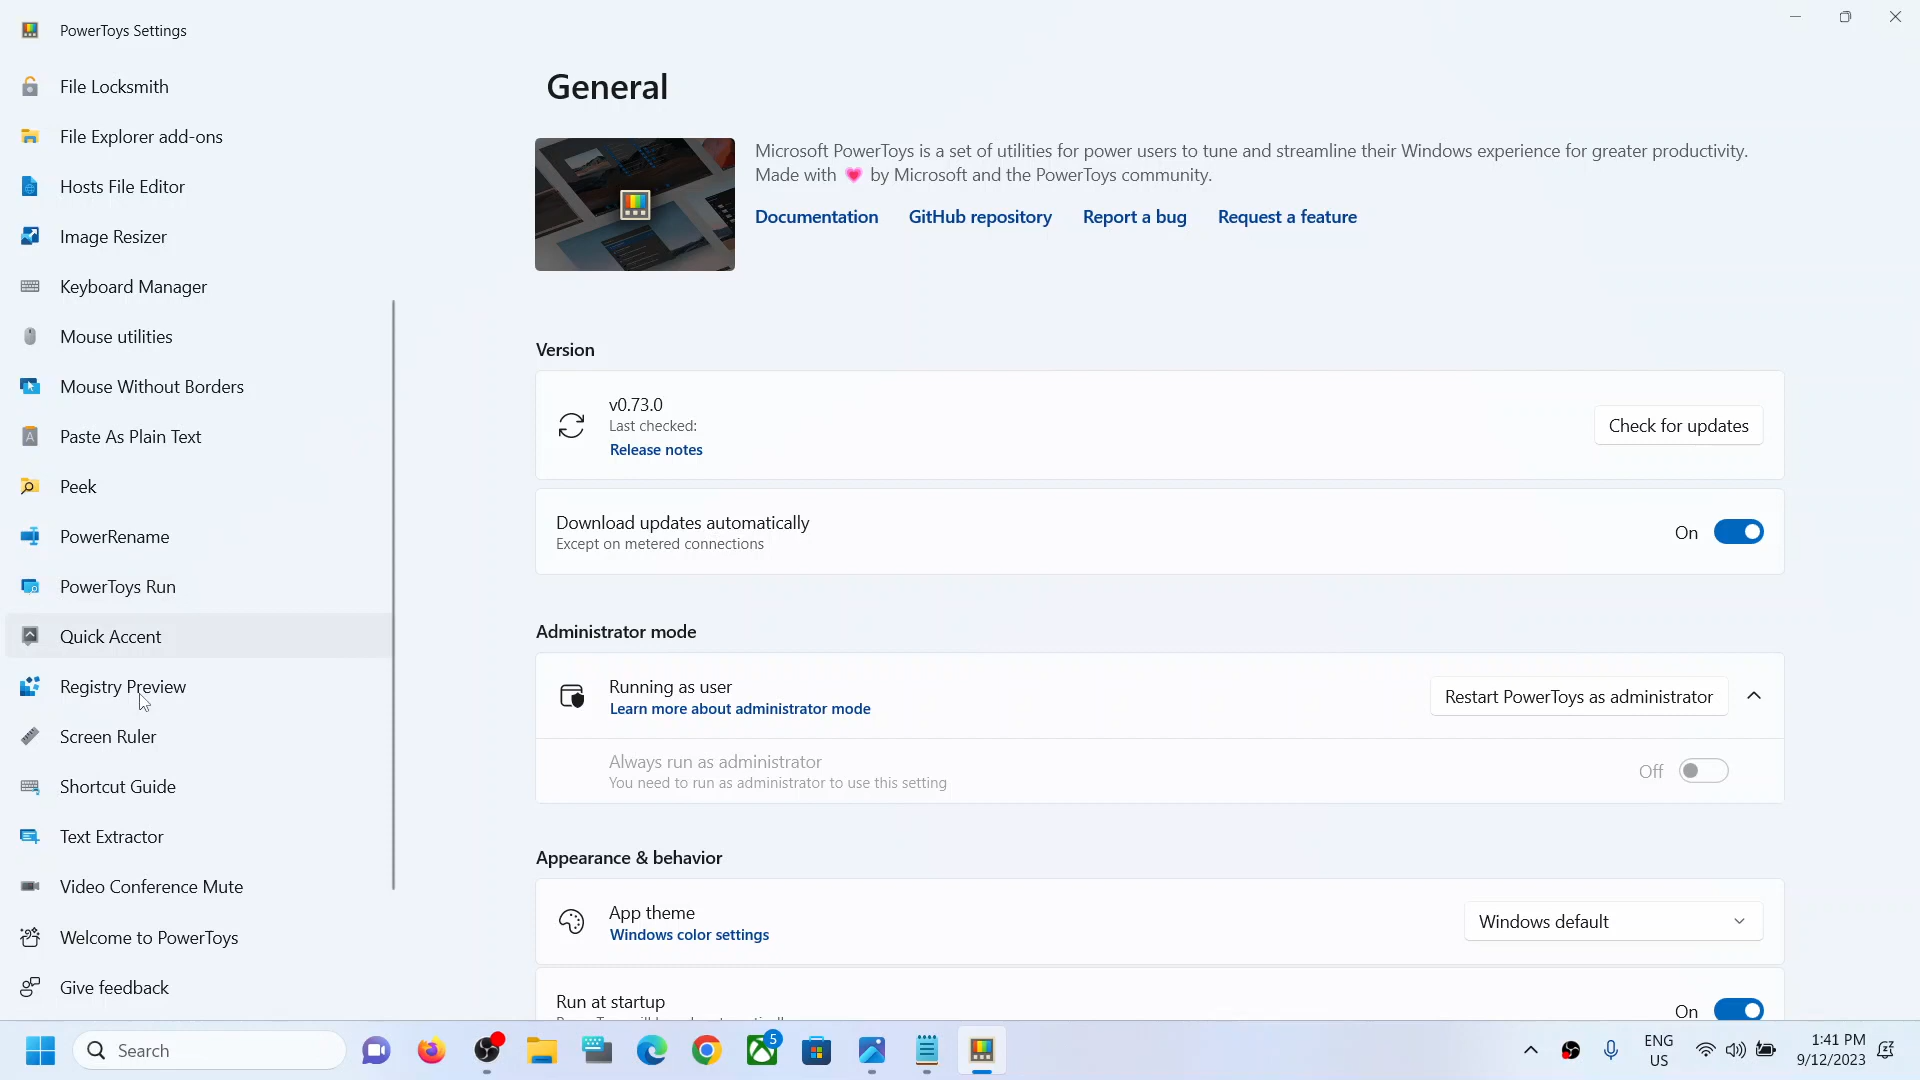 PowerToys Settings
File Locksmith
File Explorer add-ons
Hosts File Editor
Image Resizer
Keyboard Manager
Mouse utilities
Mouse Without Borders
Paste As Plain Text
Peek
PowerRename
PowerToys Run
Quick Accent
Registry Preview
Screen Ruler
Shortcut Guide
Text Extractor
Video Conference Mute
Welcome to PowerToys
Give feedback
General
Microsoft PowerToys is a set of utilities for power users to tune and streamline their Windows experience for greater productivity.
Made with 💗 by Microsoft and the PowerToys community.
Documentation GitHub repository Report a bug Request a feature
Version
v0.73.0
Last checked:
Release notes
Check for updates
Download updates automatically
Except on metered connections
On
Administrator mode
Running as user
Learn more about administrator mode
Restart PowerToys as administrator
Always run as administrator
You need to run as administrator to use this setting
Off
Appearance & behavior
App theme
Windows color settings
Windows default
Run at startup
On
Search
5
ENG
US
1:41 PM
9/12/2023